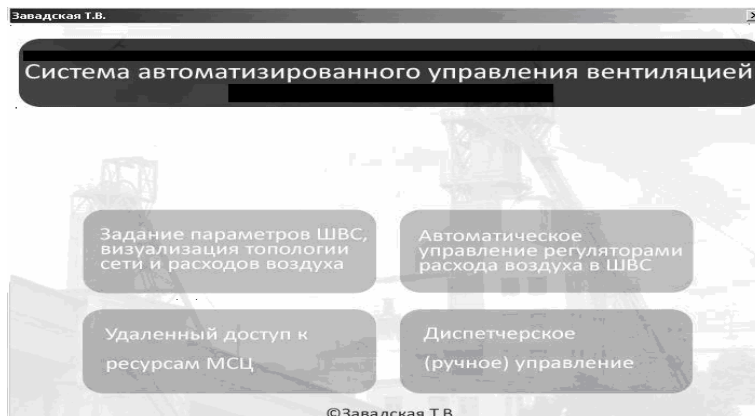 Завадская Т.В.
Система автоматизированного управления вентиляцией
Задание параметров ШВС,
визуализация топологии
сети и расходов воздуха
Автоматическое
управление регуляторами
расхода воздуха в ШВС
Удаленный доступ к
ресурсам МСЦ
Диспетчерское
(ручное) управление
©Завадская Т.В.